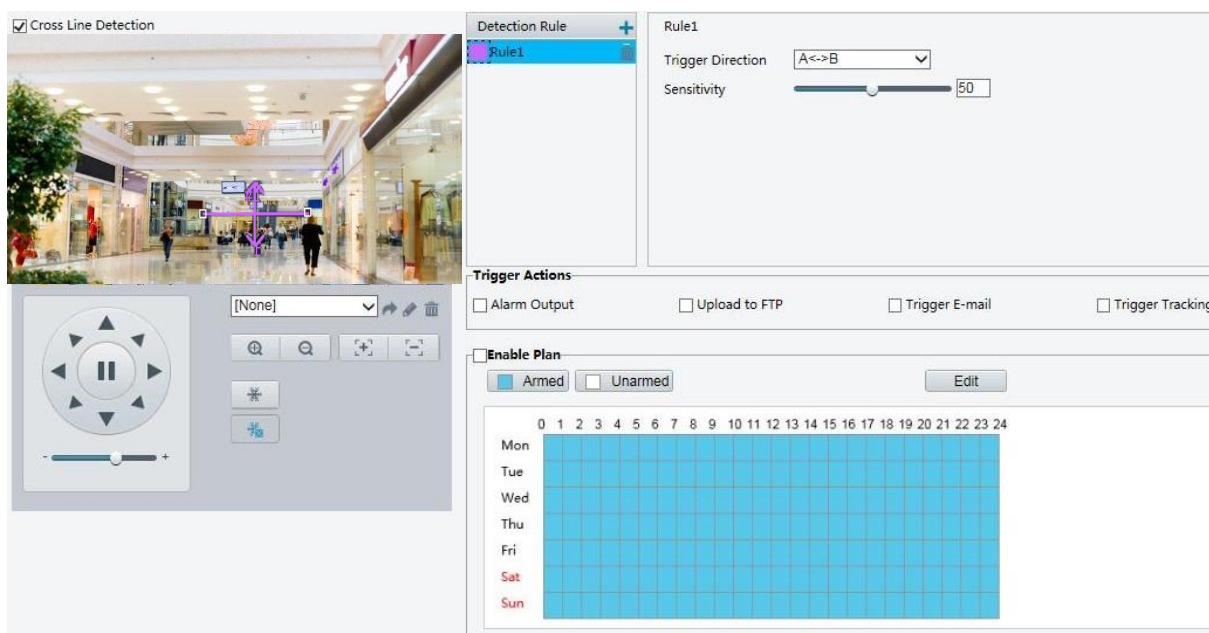 Cross Line Detection
Detection Rule
Rule1
Rule1
Trigger Direction A<->B
Sensitivity 50
Trigger Actions
Alarm Output Upload to FTP Trigger E-mail Trigger Tracking
[None]
Enable Plan
Armed Unarmed Edit
0 1 2 3 4 5 6 7 8 9 10 11 12 13 14 15 16 17 18 19 20 21 22 23 24
Mon
Tue
Wed
Thu
Fri
Sat
Sun
- +